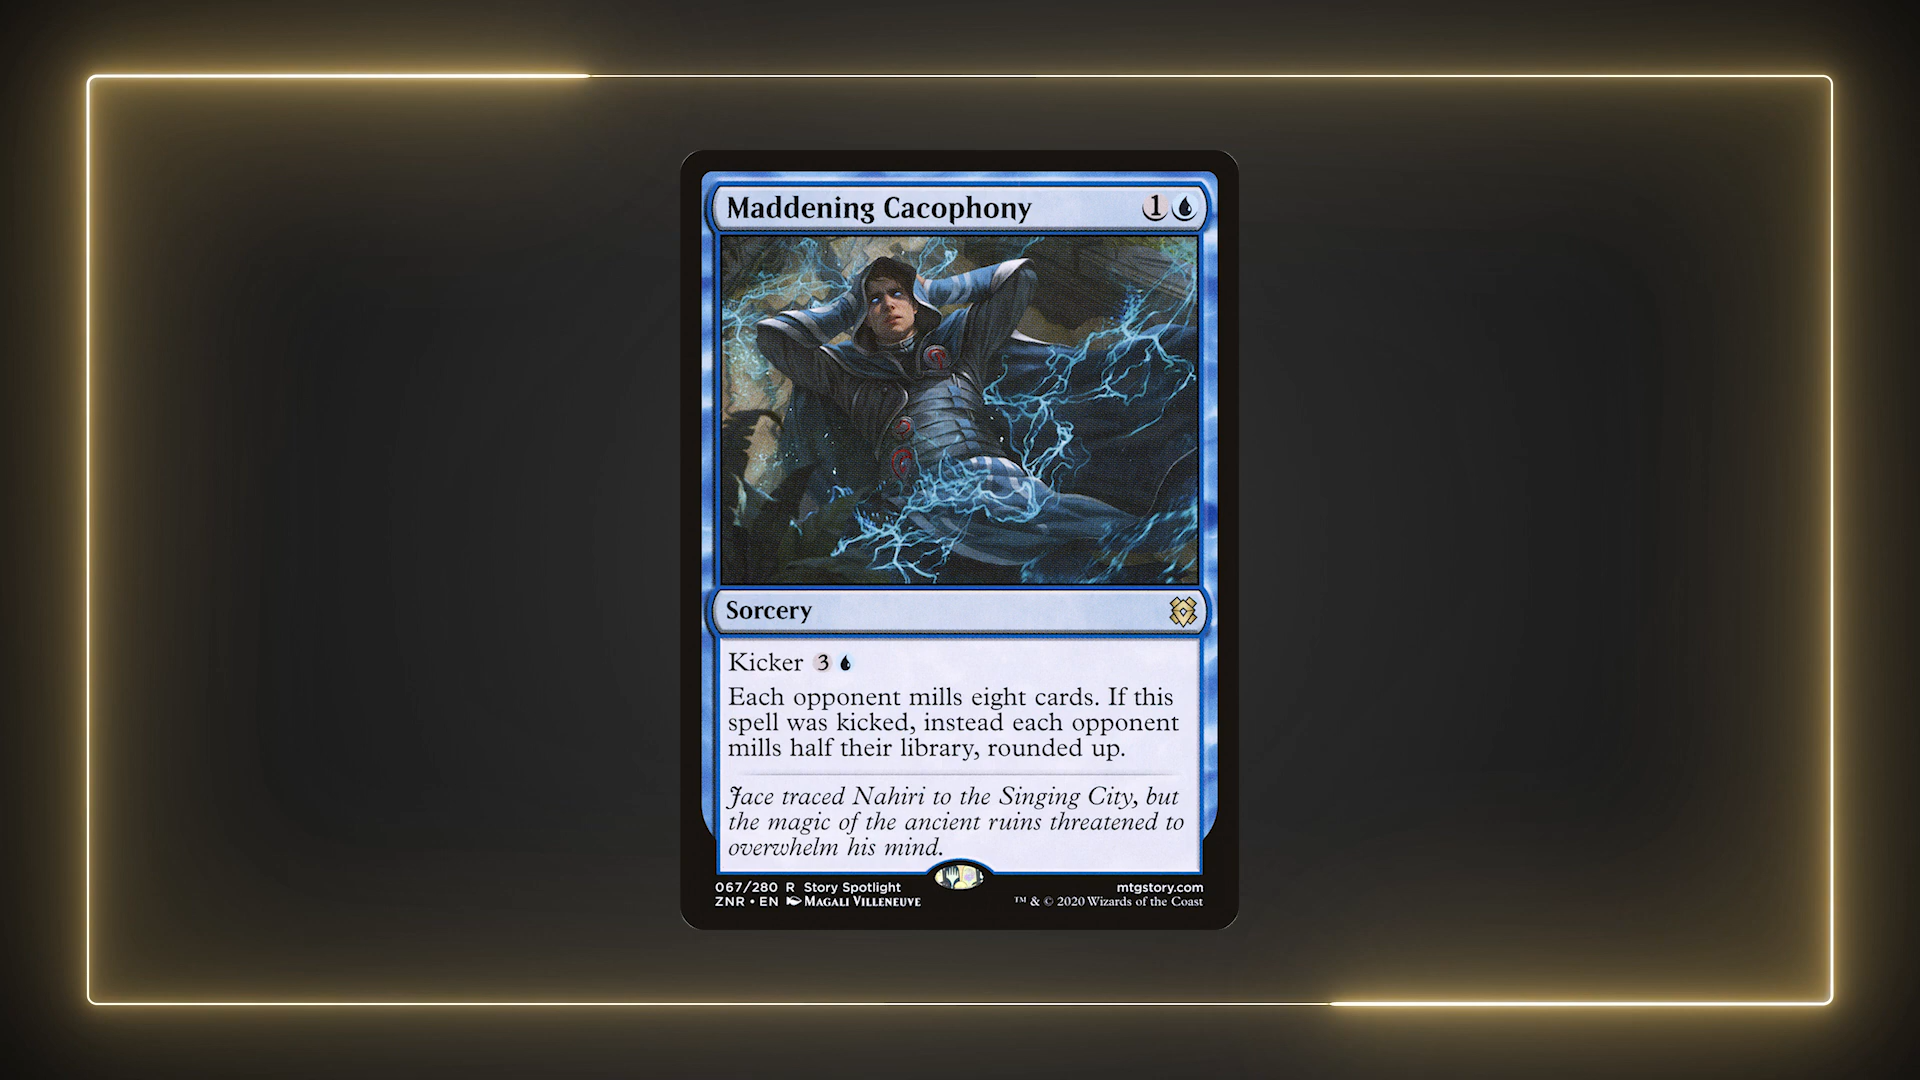 Maddening Cacophony 1
Sorcery
Kicker 3
Each opponent mills eight cards. If this
spell was kicked, instead each opponent
mills half their library, rounded up.
Jace traced Nahiri to the Singing City, but
the magic of the ancient ruins threatened to
overwhelm his mind.
067/280 R Story Spotlight
ZNR • EN Magali Villeneuve
mtgstory.com
™ & © 2020 Wizards of the Coast